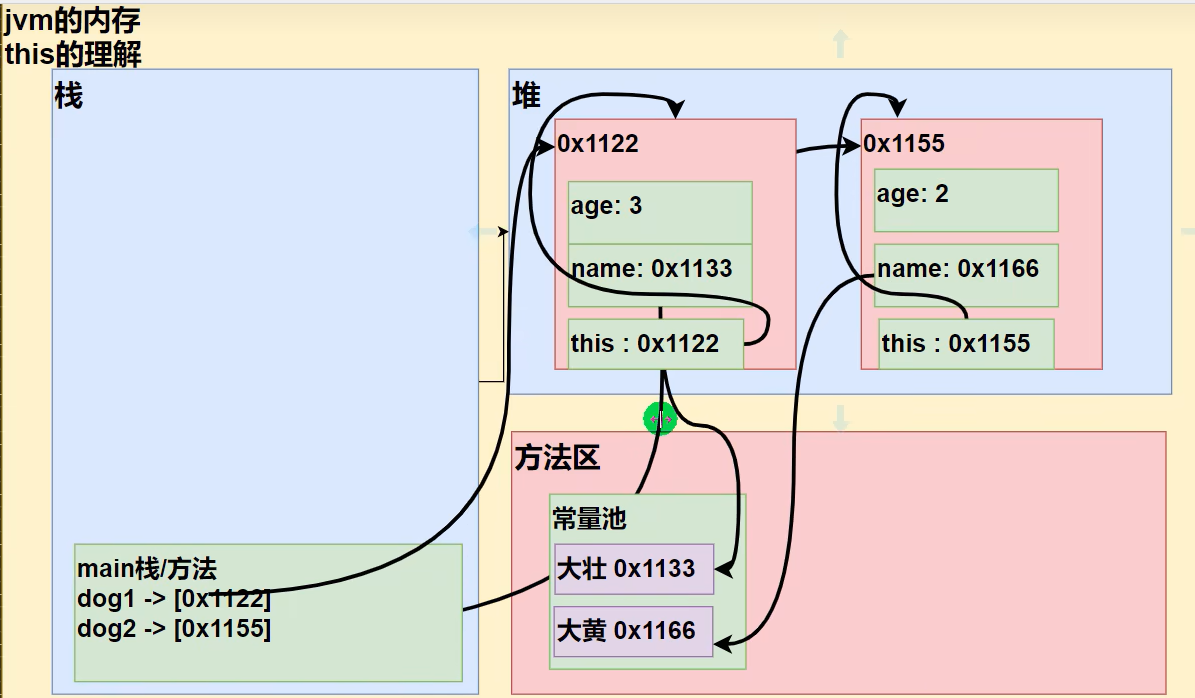 jvm的内存
this的理解
栈
main栈/方法
dog1 -> [0x1122]
dog2 -> [0x1155]
堆
0x1122
age: 3
name: 0x1133
this : 0x1122
0x1155
age: 2
name: 0x1166
this : 0x1155
方法区
常量池
大壮 0x1133
大黄 0x1166